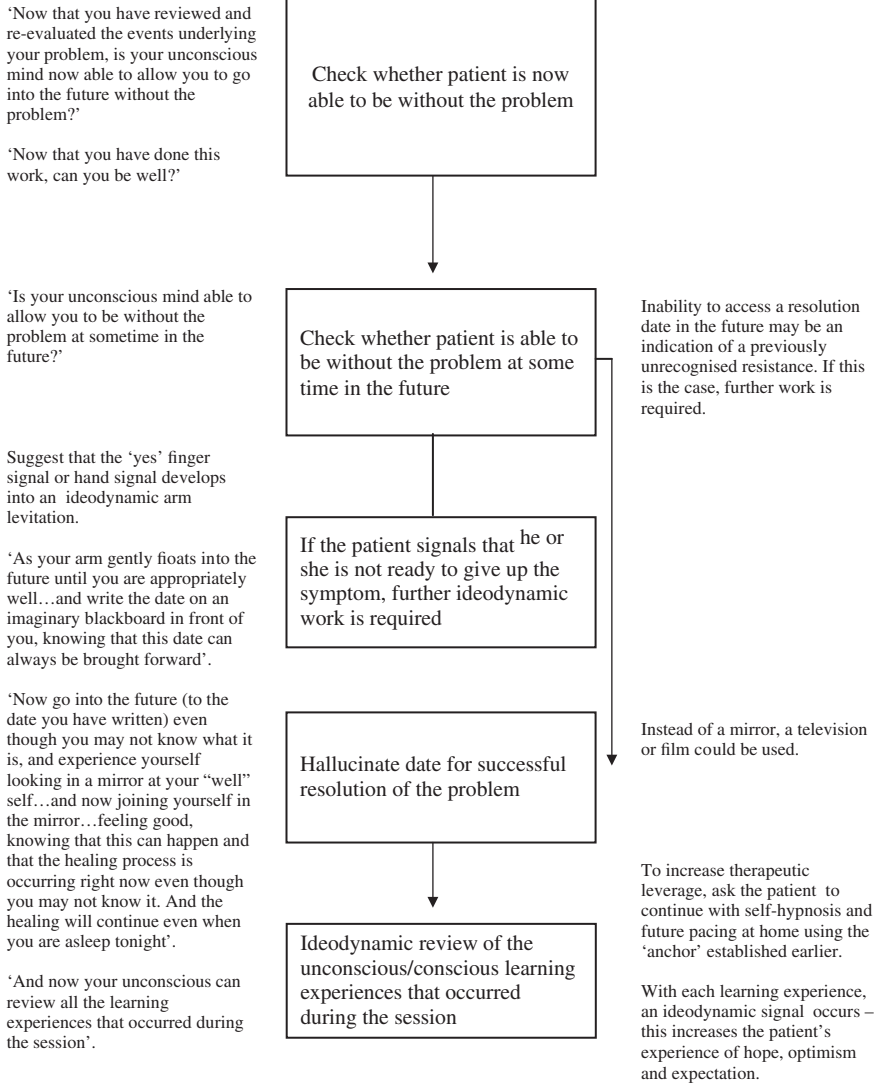 ‘Now that you have reviewed and
re-evaluated the events underlying
your problem, is your unconscious
mind now able to allow you to go
into the future without the
problem?’
‘Now that you have done this
work, can you be well?’
Check whether patient is now
able to be without the problem
‘Is your unconscious mind able to
allow you to be without the
problem at sometime in the
future?’
Check whether patient is able to
be without the problem at some
time in the future
Inability to access a resolution
date in the future may be an
indication of a previously
unrecognised resistance. If this
is the case, further work is
required.
Suggest that the ‘yes’ finger
signal or hand signal develops
into an ideodynamic arm
levitation.
‘As your arm gently fioats into the
future until you are appropriately
well…and write the date on an
imaginary blackboard in front of
you, knowing that this date can
always be brought forward’.
If the patient signals that he or
she is not ready to give up the
symptom, further ideodynamic
work is required
‘Now go into the future (to the
date you have written) even
though you may not know what it
is, and experience yourself
looking in a mirror at your “well”
self…and now joining yourself in
the mirror…feeling good,
knowing that this can happen and
that the healing process is
occurring right now even though
you may not know it. And the
healing will continue even when
you are asleep tonight’.
Hallucinate date for successful
resolution of the problem
Instead of a mirror, a television
or film could be used.
‘And now your unconscious can
review all the learning
experiences that occurred during
the session’.
Ideodynamic review of the
unconscious/conscious learning
experiences that occurred
during the session
To increase therapeutic
leverage, ask the patient to
continue with self-hypnosis and
future pacing at home using the
‘anchor’ established earlier.
With each learning experience,
an ideodynamic signal occurs –
this increases the patient’s
experience of hope, optimism
and expectation.